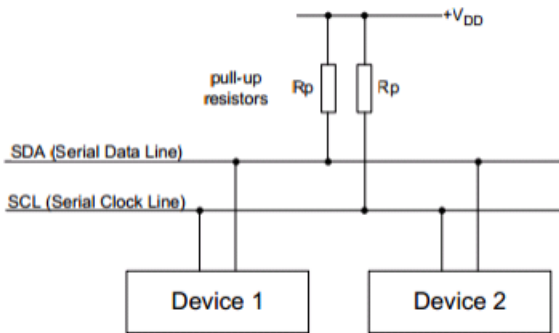 +VDD
pull-up
resistors
Rp
Rp
SDA (Serial Data Line)
SCL (Serial Clock Line)
Device 1
Device 2